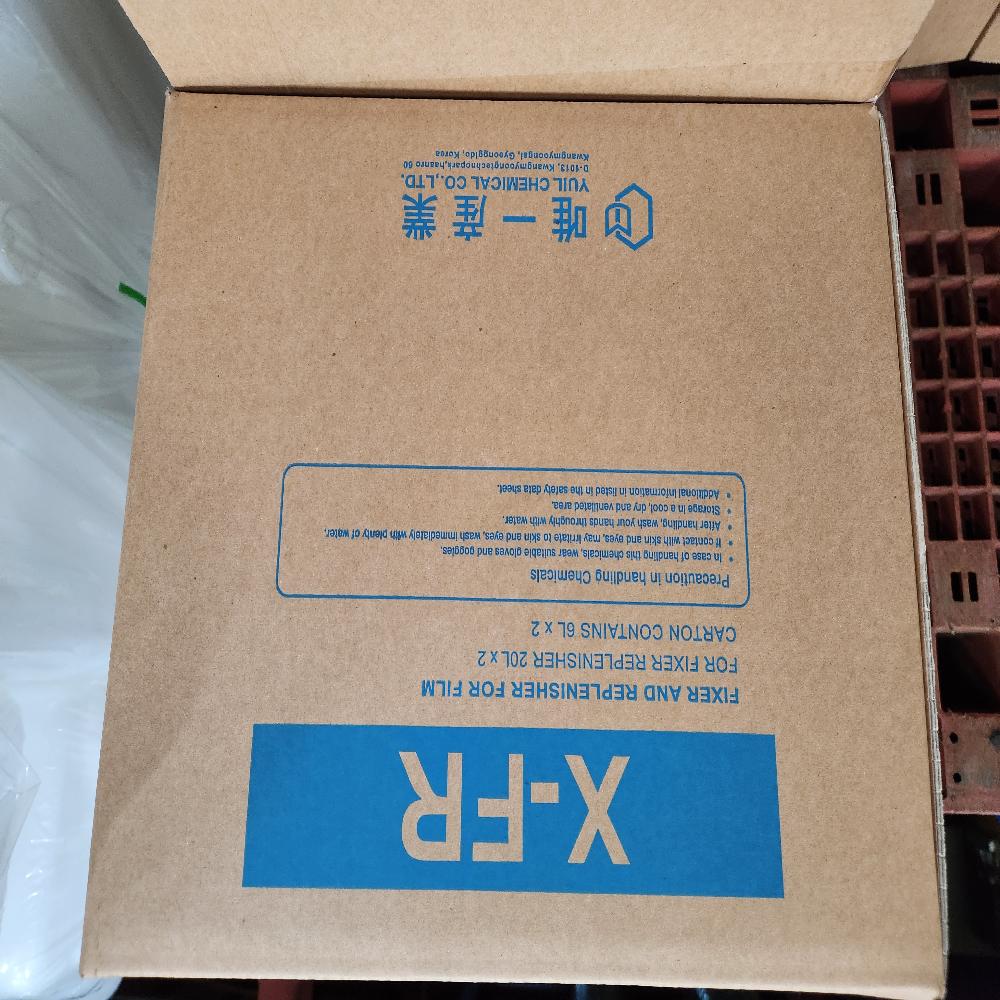 X-FR
FIXER AND REPLENISHER FOR FILM
FOR FIXER REPLENISHER 20L x 2
CARTON CONTAINS 6L x 2
Precaution in handling Chemicals
• In case of handling this chemicals, wear suitable gloves and goggles.
• If contact with skin and eyes, may irritate to skin and eyes, wash immediately with plenty of water.
• After handling, wash your hands throughly with water.
• Storage in a cool, dry and ventilated area.
• Additional information in listed in the safety data sheet.
唯一産業
YUIL CHEMICAL CO.,LTD.
D-1013, Kwangmyoongtechnopark,haanro 60
Kwangmyoongsi, Gyeonggido, Korea